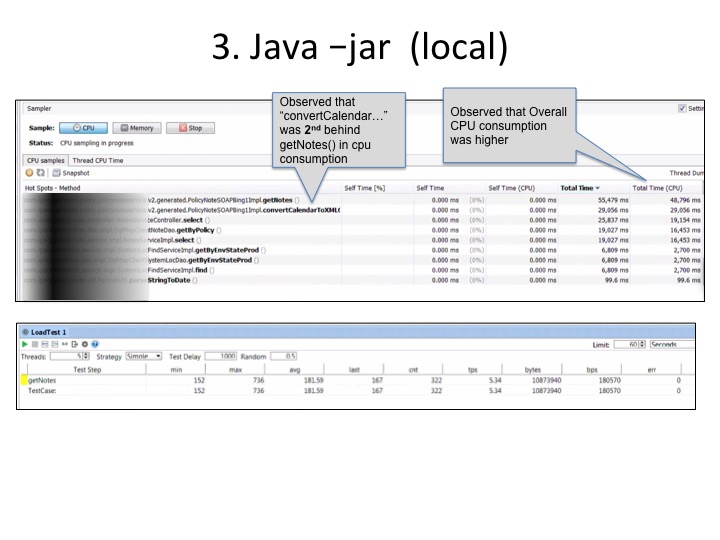 3. Java –jar (local)
Observed that
“convertCalendar…”
was 2nd behind
getNotes() in cpu
consumption
Observed that Overall
CPU consumption
was higher
Sampler
Sample: CPU Memory Stop
Status: CPU sampling in progress
CPU samples Thread CPU Time
Snapshot Thread Dum
Hot Spots - Method Self Time [%] Self Time Self Time (CPU) Total Time Total Time (CPU)
v2.generated.PolicyNoteSOAPBing1Impl.getNotes () 0.000 ms (0%) 0.000 ms 55,479 ms 48,796 ms
v2.generated.PolicyNoteSOAPBing1Impl.convertCalendarToXMLG 0.000 ms (0%) 0.000 ms 29,056 ms 29,056 ms
Controller.select () 0.000 ms (0%) 0.000 ms 25,837 ms 19,154 ms
NoteDao.getByPolicy () 0.000 ms (0%) 0.000 ms 19,027 ms 16,453 ms
Impl.select () 0.000 ms (0%) 0.000 ms 19,027 ms 16,453 ms
FindServiceImpl.getByEnvStateProd () 0.000 ms (0%) 0.000 ms 6,809 ms 2,700 ms
ystemLocDao.getByEnvStateProd () 0.000 ms (0%) 0.000 ms 6,809 ms 2,700 ms
FindServiceImpl.find () 0.000 ms (0%) 0.000 ms 6,809 ms 2,700 ms
StringToDate () 0.000 ms (0%) 0.000 ms 99.6 ms 99.6 ms
LoadTest 1
Limit: 60 Seconds
Threads: 5 Strategy Simple Test Delay 1000 Random 0.5
Test Step min max avg last cnt tps bytes bps err
getNotes 152 736 181.59 167 322 5.34 10873940 180570 0
TestCase: 152 736 181.59 167 322 5.34 10873940 180570 0